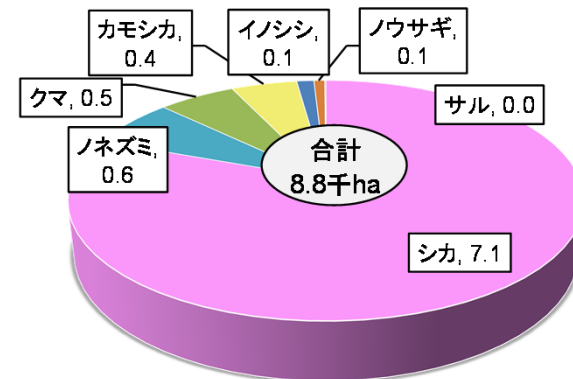 カモシカ,
0.4
イノシシ,
0.1
ノウサギ,
0.1
クマ, 0.5
サル, 0.0
ノネズミ,
0.6
合計
8.8千ha
シカ, 7.1